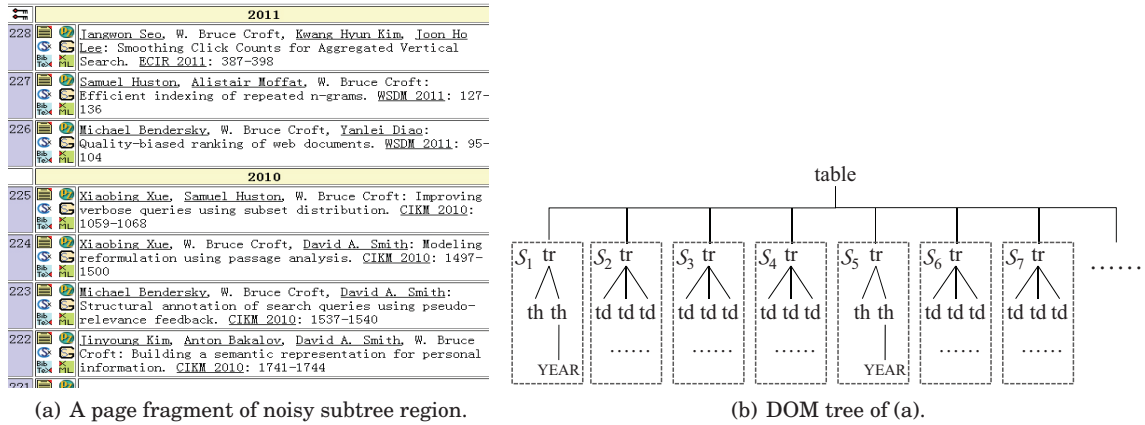 2011
228 Jangwon Seo, W. Bruce Croft, Kwang Hyun Kim, Joon Ho
Lee: Smoothing Click Counts for Aggregated Vertical
Search. ECIR 2011: 387-398
227 Samuel Huston, Alistair Moffat, W. Bruce Croft:
Efficient indexing of repeated n-grams. WSDM 2011: 127-
136
226 Michael Bendersky, W. Bruce Croft, Yanlei Diao:
Quality-biased ranking of web documents. WSDM 2011: 95-
104
2010
225 Xiaobing Xue, Samuel Huston, W. Bruce Croft: Improving
verbose queries using subset distribution. CIKM 2010:
1059-1068
224 Xiaobing Xue, W. Bruce Croft, David A. Smith: Modeling
reformulation using passage analysis. CIKM 2010: 1497-
1500
223 Michael Bendersky, W. Bruce Croft, David A. Smith:
Structural annotation of search queries using pseudo-
relevance feedback. CIKM 2010: 1537-1540
222 Jinyoung Kim, Anton Bakalov, David A. Smith, W. Bruce
Croft: Building a semantic representation for personal
information. CIKM 2010: 1741-1744
221
(a) A page fragment of noisy subtree region.
table
S1 tr S2 tr S3 tr S4 tr S5 tr S6 tr S7 tr ......
th th td td td td td td td td td th th td td td td td td
YEAR ...... ...... ...... YEAR ...... ......
(b) DOM tree of (a).